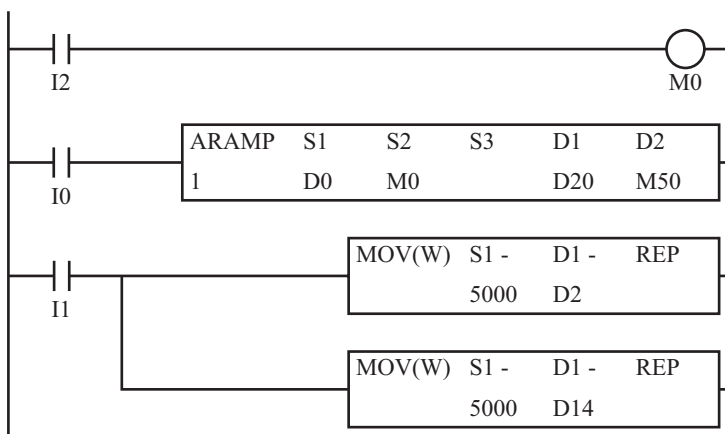 I2
M0
ARAMP S1 S2 S3 D1 D2
1 D0 M0 D20 M50
I0
MOV(W) S1 - D1 - REP
5000 D2
I1
MOV(W) S1 - D1 - REP
5000 D14